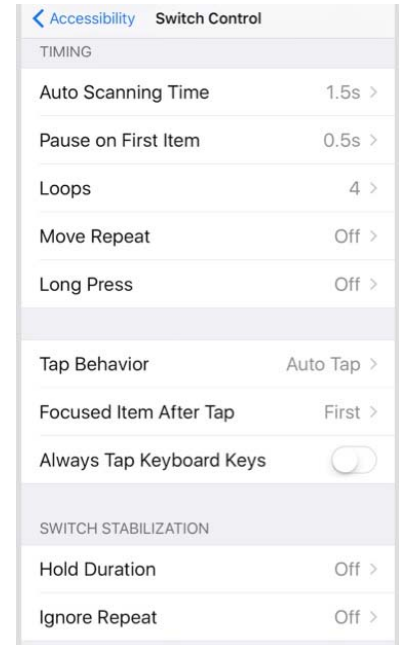 Accessibility Switch Control
TIMING
Auto Scanning Time 1.5s
Pause on First Item 0.5s
Loops 4
Move Repeat Off
Long Press Off
Tap Behavior Auto Tap
Focused Item After Tap First
Always Tap Keyboard Keys
SWITCH STABILIZATION
Hold Duration Off
Ignore Repeat Off